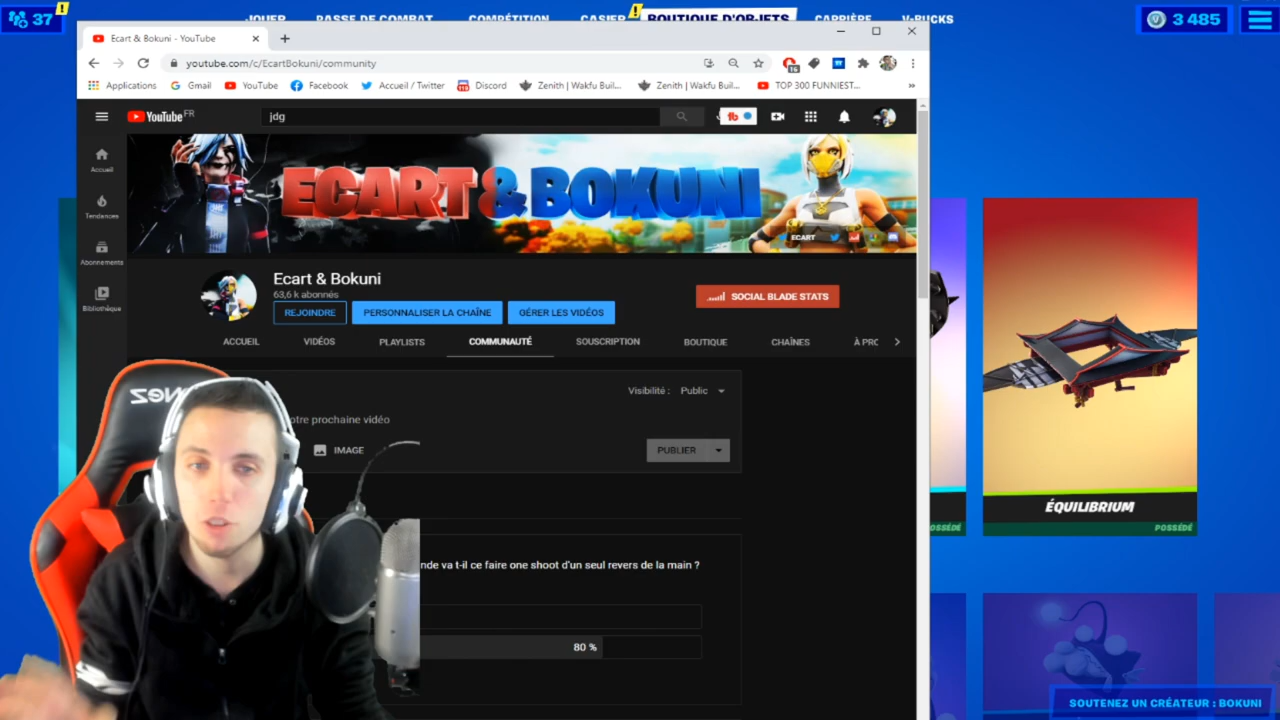 37
JOUER PASSE DE COMBAT COMPÉTITION CASIER BOUTIQUE D'OBJETS CARRIÈRE V-BUCKS
3 485
Ecart & Bokuni - YouTube
youtube.com/c/EcartBokuni/community
16
Applications Gmail YouTube Facebook Accueil / Twitter Discord Zenith | Wakfu Buil... Zenith | Wakfu Buil... TOP 300 FUNNIEST... »
YouTube FR
jdg
Accueil
Tendances
Abonnements
Bibliothèque
ECART & BOKUNI
ECART
Ecart & Bokuni
63,6 k abonnés
REJOINDRE PERSONNALISER LA CHAÎNE GÉRER LES VIDÉOS
SOCIAL BLADE STATS
ACCUEIL VIDÉOS PLAYLISTS COMMUNAUTÉ SOUSCRIPTION BOUTIQUE CHAÎNES À PRC
Visibilité : Public
otre prochaine vidéo
IMAGE
PUBLIER
nde va t-il ce faire one shoot d'un seul revers de la main ?
80 %
ÉQUILIBRIUM
OSSÉDÉ
POSSÉDÉ
SOUTENEZ UN CRÉATEUR : BOKUNI